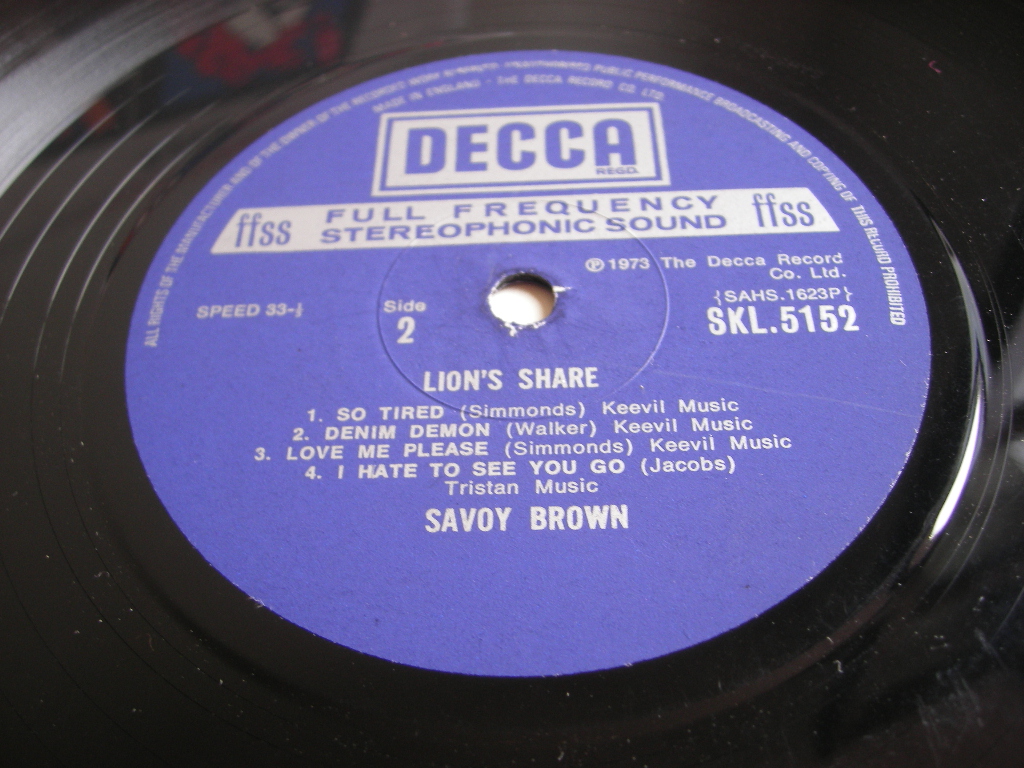 ALL RIGHTS OF THE MANUFACTURER AND OF THE OWNER OF THE RECORDED WORK RESERVED PUBLIC PERFORMANCE BROADCASTING AND COPYING OF THIS RECORD PROHIBITED
MADE IN ENGLAND · THE DECCA RECORD CO. LTD.
DECCA
REGD.
ffss FULL FREQUENCY ffss
STEREOPHONIC SOUND
℗ 1973 The Decca Record
Co. Ltd.
SPEED 33-⅓
Side
2
{SAHS.1623P}
SKL.5152
LION'S SHARE
1. SO TIRED (Simmonds) Keevil Music
2. DENIM DEMON (Walker) Keevil Music
3. LOVE ME PLEASE (Simmonds) Keevil Music
4. I HATE TO SEE YOU GO (Jacobs)
Tristan Music
SAVOY BROWN